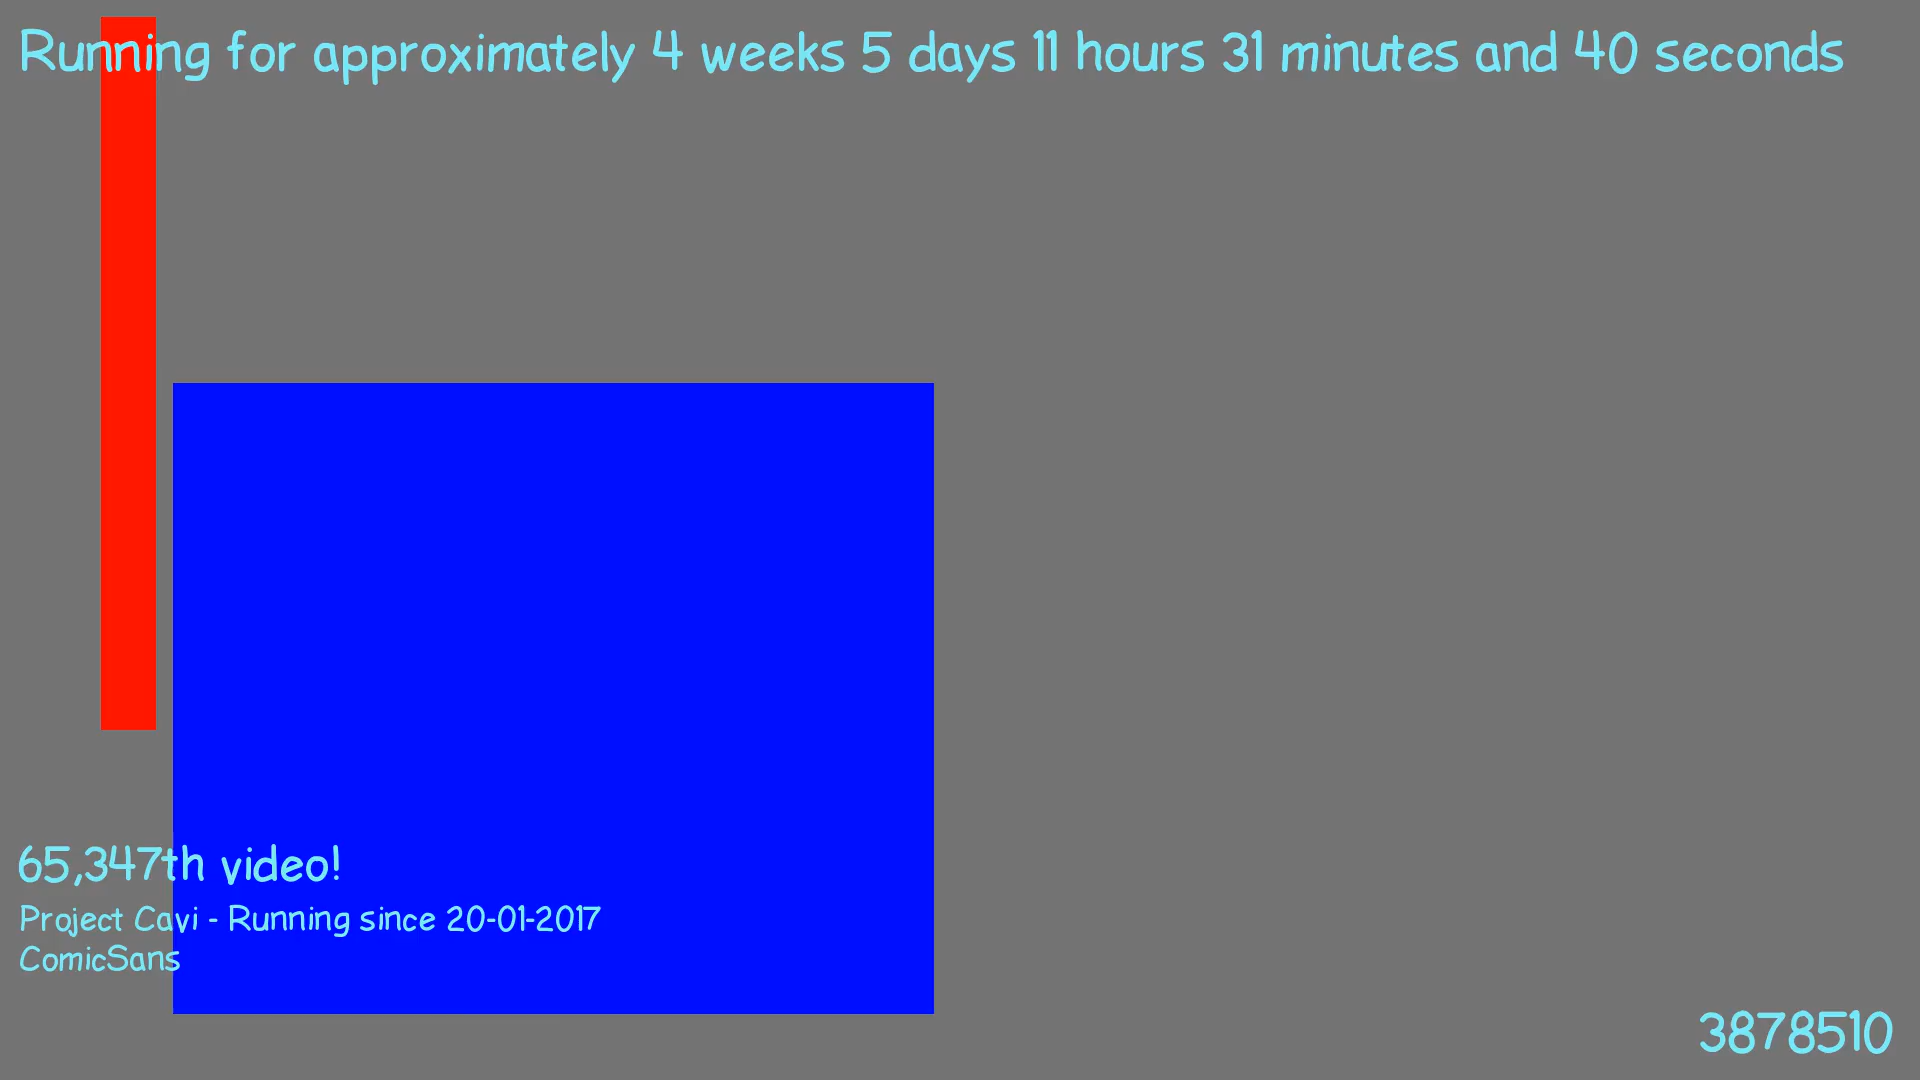 Running for approximately 4 weeks 5 days 11 hours 31 minutes and 40 seconds
65,347th video!
Project Cavi - Running since 20-01-2017
ComicSans
3878510